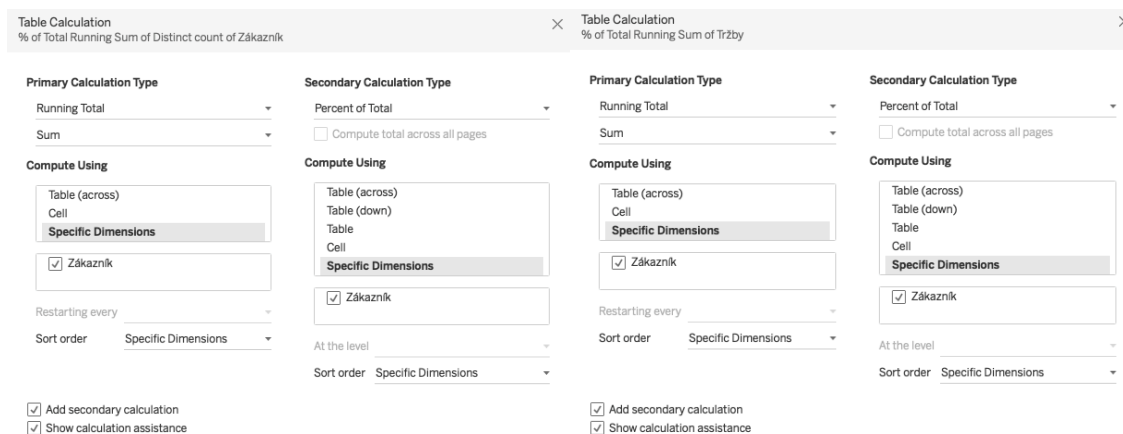 Table Calculation
% of Total Running Sum of Distinct count of Zákazník
Primary Calculation Type
Running Total
Sum
Compute Using
Table (across)
Cell
Specific Dimensions
Zákazník
Restarting every
Sort order Specific Dimensions
Add secondary calculation
Show calculation assistance
Secondary Calculation Type
Percent of Total
Compute total across all pages
Compute Using
Table (across)
Table (down)
Table
Cell
Specific Dimensions
Zákazník
At the level
Sort order Specific Dimensions
Table Calculation
% of Total Running Sum of Tržby
Primary Calculation Type
Running Total
Sum
Compute Using
Table (across)
Cell
Specific Dimensions
Zákazník
Restarting every
Sort order Specific Dimensions
Add secondary calculation
Show calculation assistance
Secondary Calculation Type
Percent of Total
Compute total across all pages
Compute Using
Table (across)
Table (down)
Table
Cell
Specific Dimensions
Zákazník
At the level
Sort order Specific Dimensions